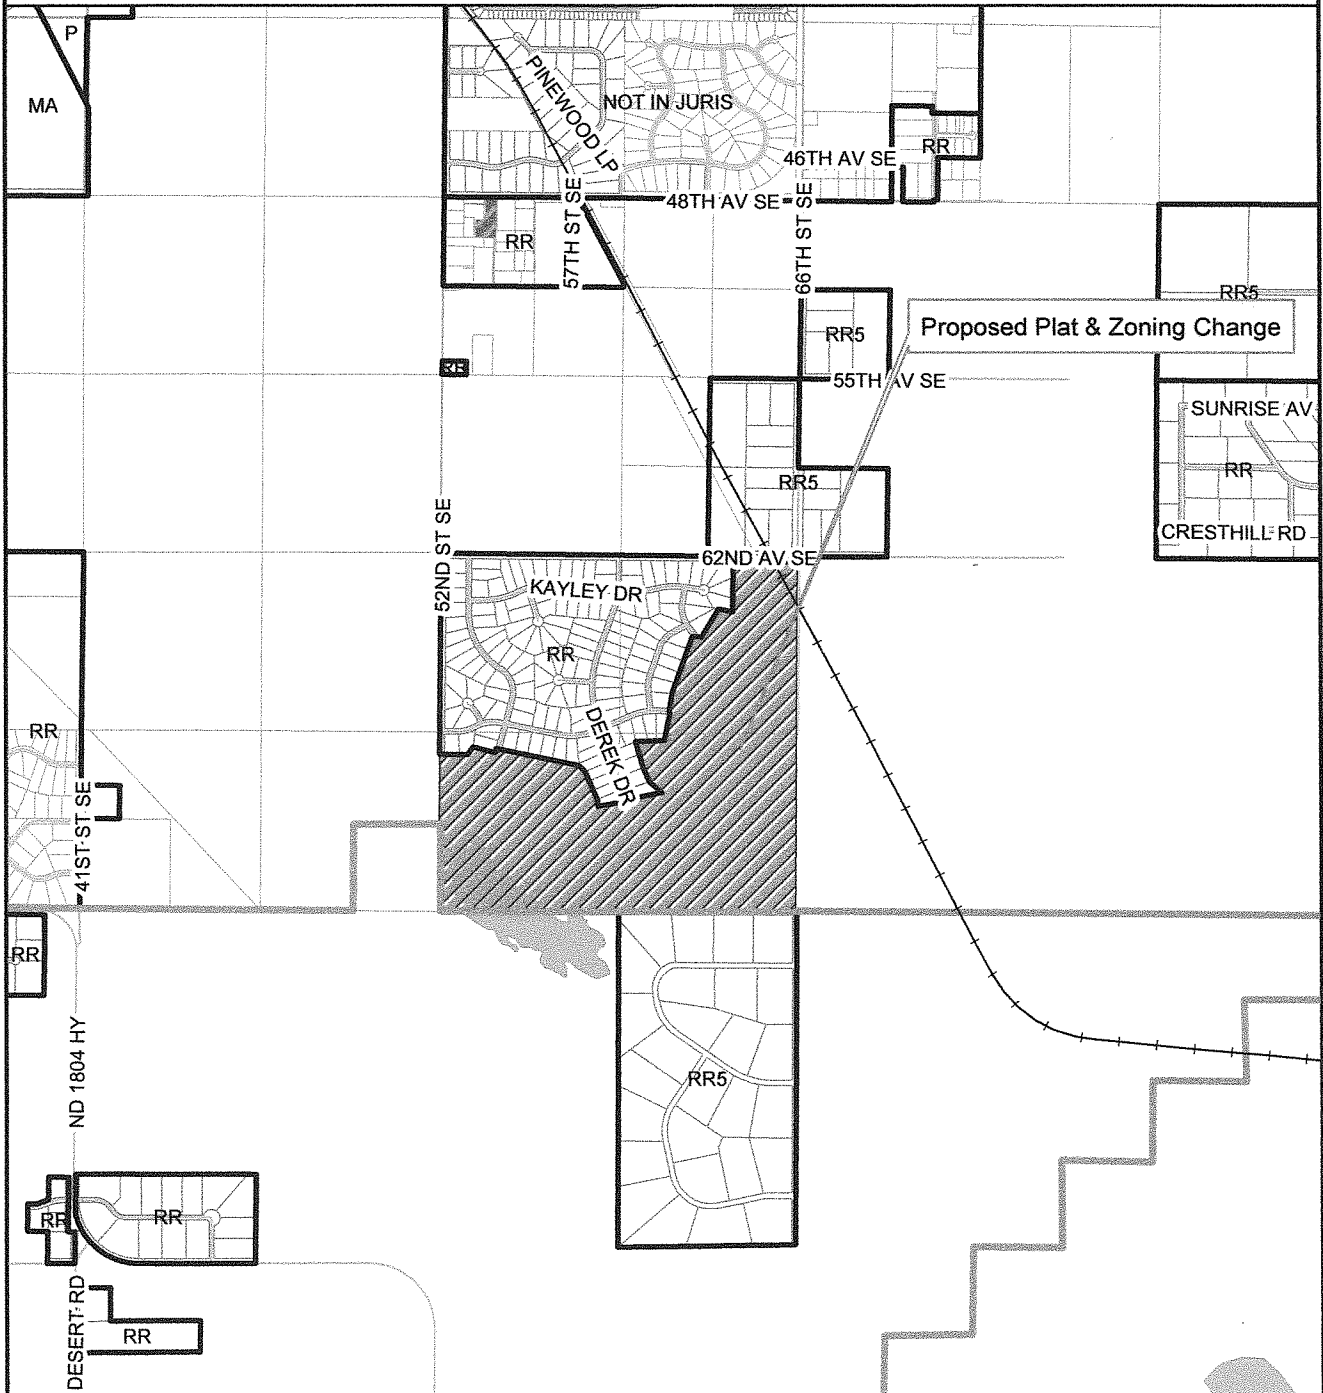 P
MA
PINEWOOD LP
NOT IN JURIS
RR
46TH AV SE
48TH AV SE
57TH ST SE
66TH ST SE
RR
RR5
RR5
Proposed Plat & Zoning Change
RR
55TH AV SE
SUNRISE AV
RR
RR5
CRESTHILL RD
52ND ST SE
62ND AV SE
KAYLEY DR
RR
DEREK DR
RR
41ST ST SE
RR
ND 1804 HY
RR5
RR
RR
DESERT RD
RR